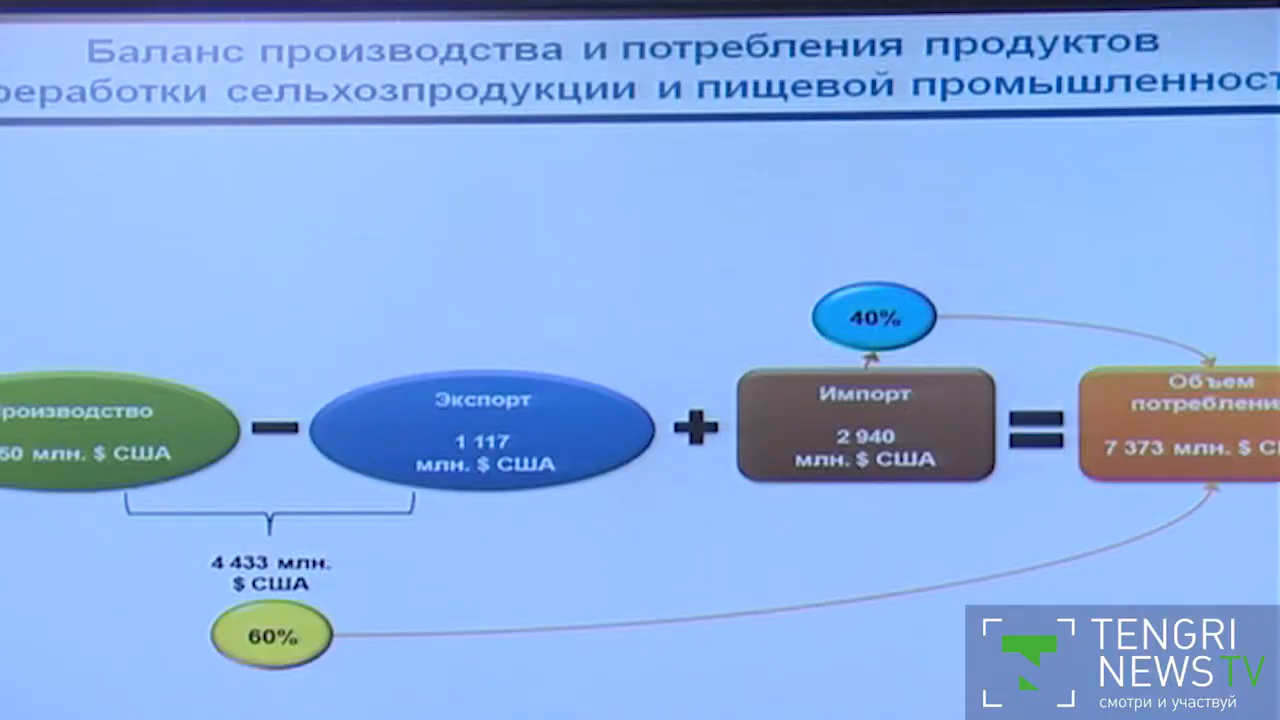 Баланс производства и потребления продуктов
реработки сельхозпродукции и пищевой промышленност
40%
роизводство
50 млн. $ США
Экспорт
1 117
млн. $ США
Импорт
2 940
млн. $ США
Объем
потреблени
7 373 млн. $ С
4 433 млн.
$ США
60%
TENGRI
NEWS TV
смотри и участвуй